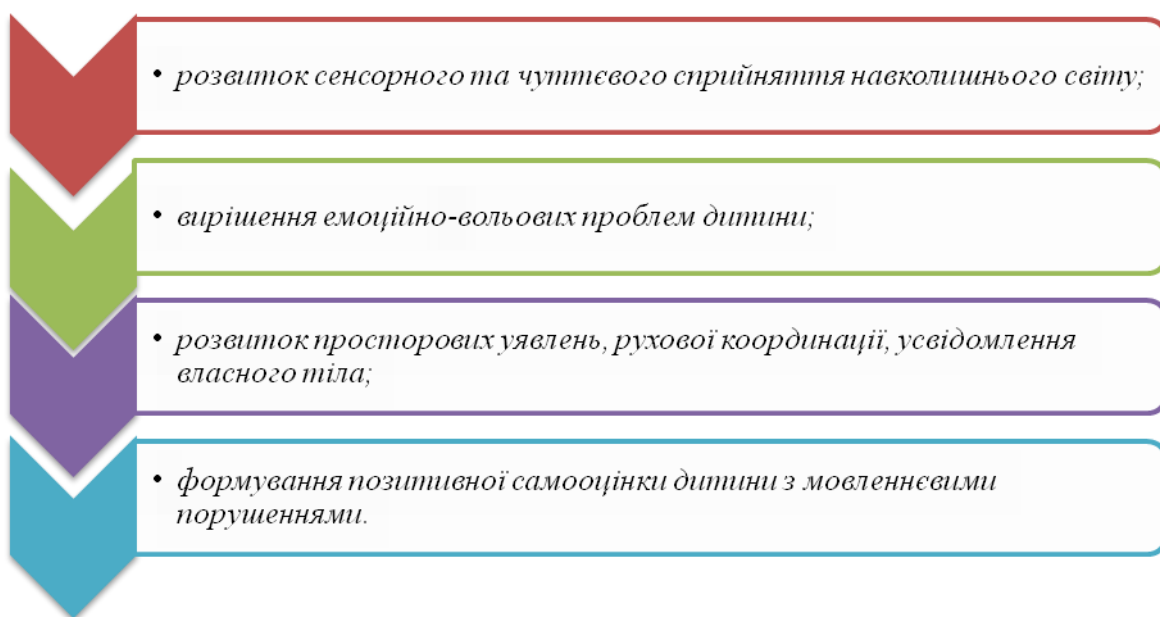 • розвиток сенсорного та чуттєвого сприйняття навколишнього світу;
• вирішення емоційно-вольових проблем дитини;
• розвиток просторових уявлень, рухової координації, усвідомлення
власного тіла;
• формування позитивної самооцінки дитини з мовленнєвими
порушеннями.